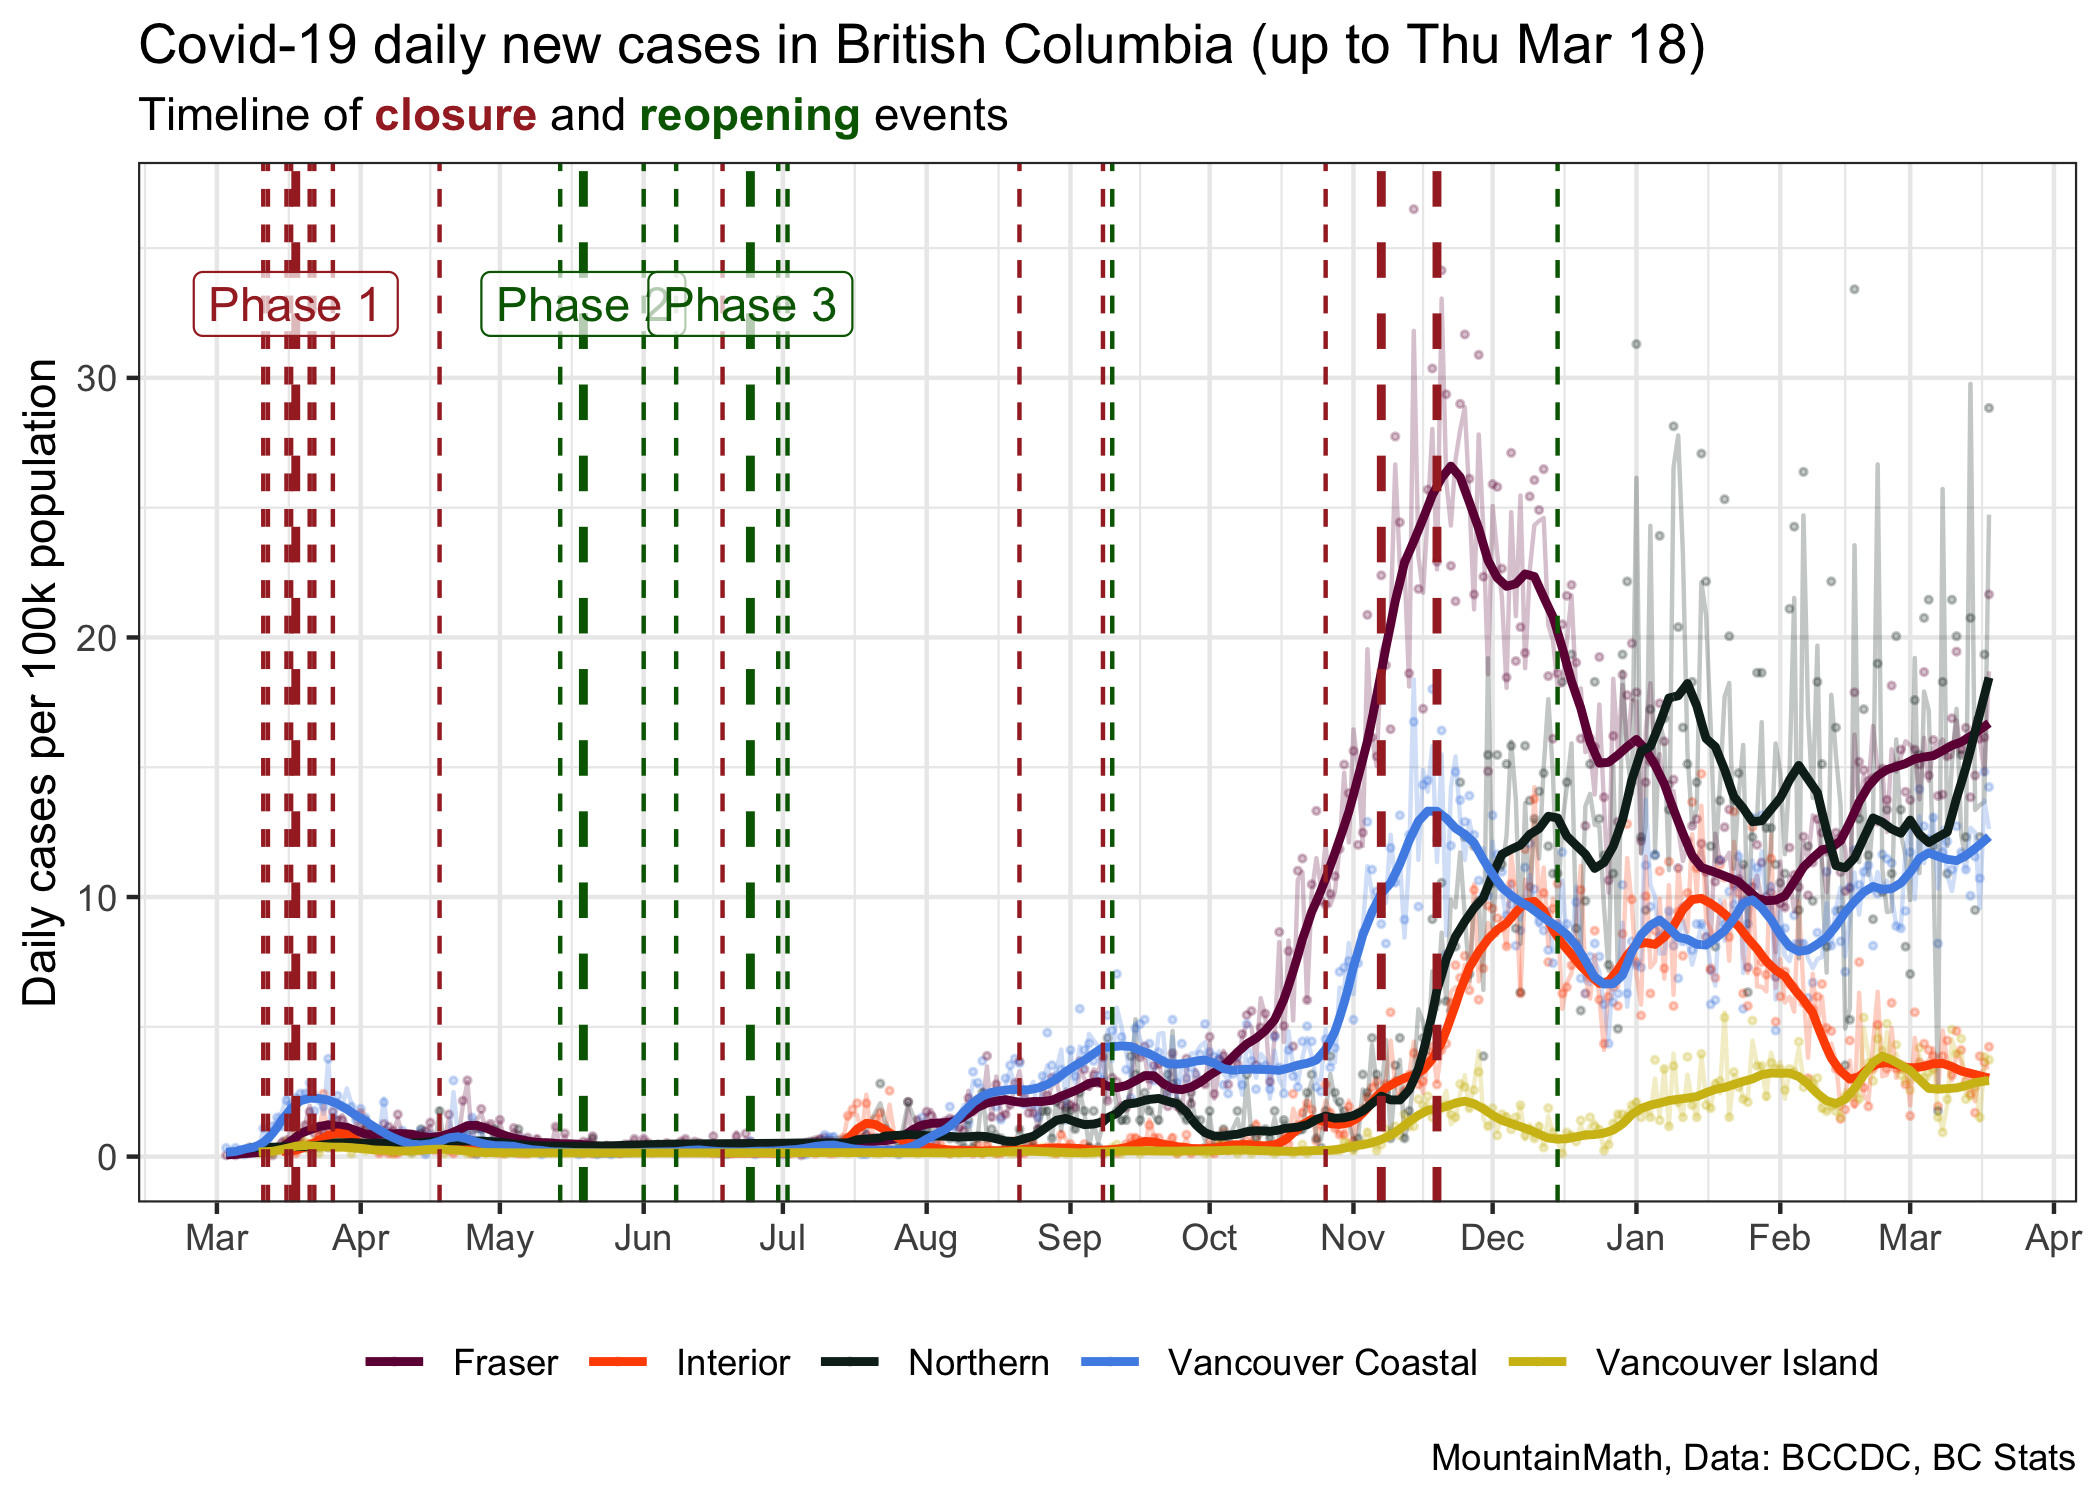 Covid-19 daily new cases in British Columbia (up to Thu Mar 18)
Timeline of closure and reopening events
Daily cases per 100k population
30
20
10
0
Phase 1
Phase 2
Phase 3
Mar Apr May Jun Jul Aug Sep Oct Nov Dec Jan Feb Mar Apr
Fraser Interior Northern Vancouver Coastal Vancouver Island
MountainMath, Data: BCCDC, BC Stats